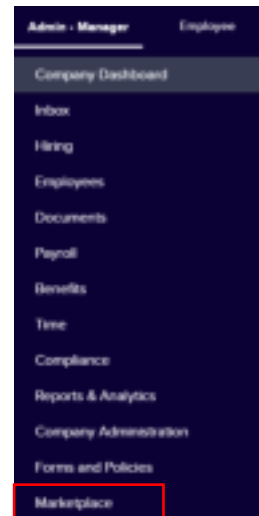 Admin - Manager Employee
Company Dashboard
Inbox
Hiring
Employees
Documents
Payroll
Benefits
Time
Compliance
Reports & Analytics
Company Administration
Forms and Policies
Marketplace